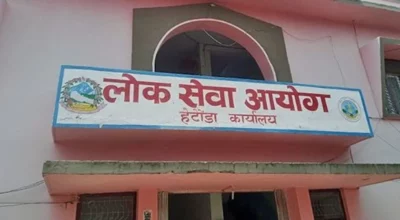 लोक सेवा आयोग
हेटौंडा कार्यालय